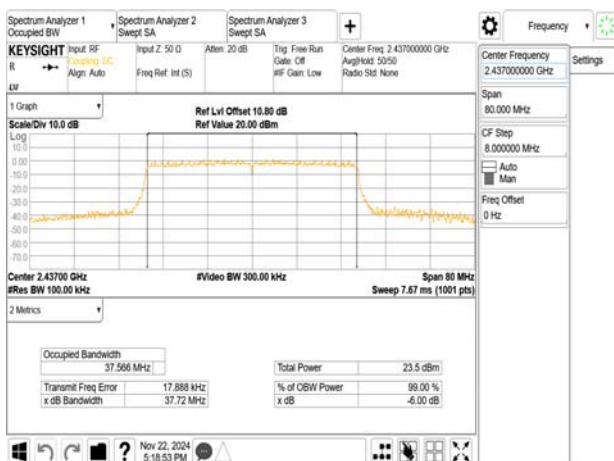 Spectrum Analyzer 1
Occupied BW
Spectrum Analyzer 2
Swept SA
Spectrum Analyzer 3
Swept SA
+
Frequency
KEYSIGHT
R
Input: RF
Coupling: DC
Align: Auto
Input Z: 50 Ω
Freq Ref: Int (S)
Atten: 20 dB
Trig: Free Run
Gate: Off
#IF Gain: Low
Center Freq: 2.437000000 GHz
Avg|Hold: 50/50
Radio Std: None
Center Frequency
2.437000000 GHz
Settings
Span
80.000 MHz
CF Step
8.000000 MHz
Auto
Man
Freq Offset
0 Hz
1 Graph
Scale/Div 10.0 dB
Ref Lvl Offset 10.80 dB
Ref Value 20.00 dBm
Log
10.0
0.00
-10.0
-20.0
-30.0
-40.0
-50.0
-60.0
-70.0
Center 2.43700 GHz
#Res BW 100.00 kHz
#Video BW 300.00 kHz
Span 80 MHz
Sweep 7.67 ms (1001 pts)
2 Metrics
Occupied Bandwidth
37.566 MHz
Transmit Freq Error 17.888 kHz
x dB Bandwidth 37.72 MHz
Total Power 23.5 dBm
% of OBW Power 99.00 %
x dB -6.00 dB
?
Nov 22, 2024
5:18:53 PM